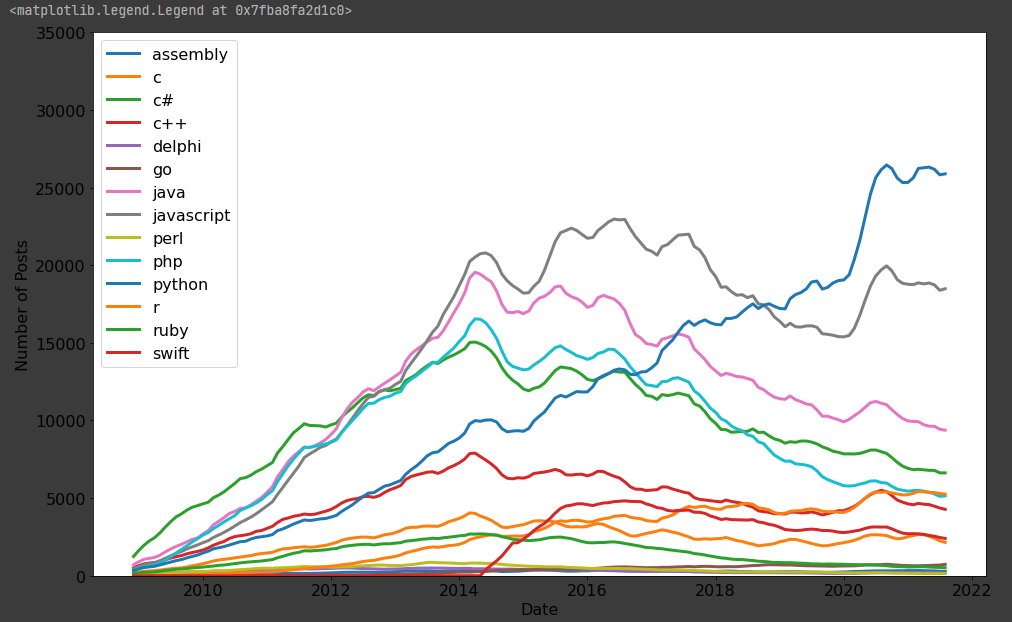 <matplotlib.legend.Legend at 0x7fba8fa2d1c0>
35000
30000
25000
20000
15000
10000
5000
0
Number of Posts
assembly
c
c#
c++
delphi
go
java
javascript
perl
php
python
r
ruby
swift
2010
2012
2014
2016
2018
2020
2022
Date